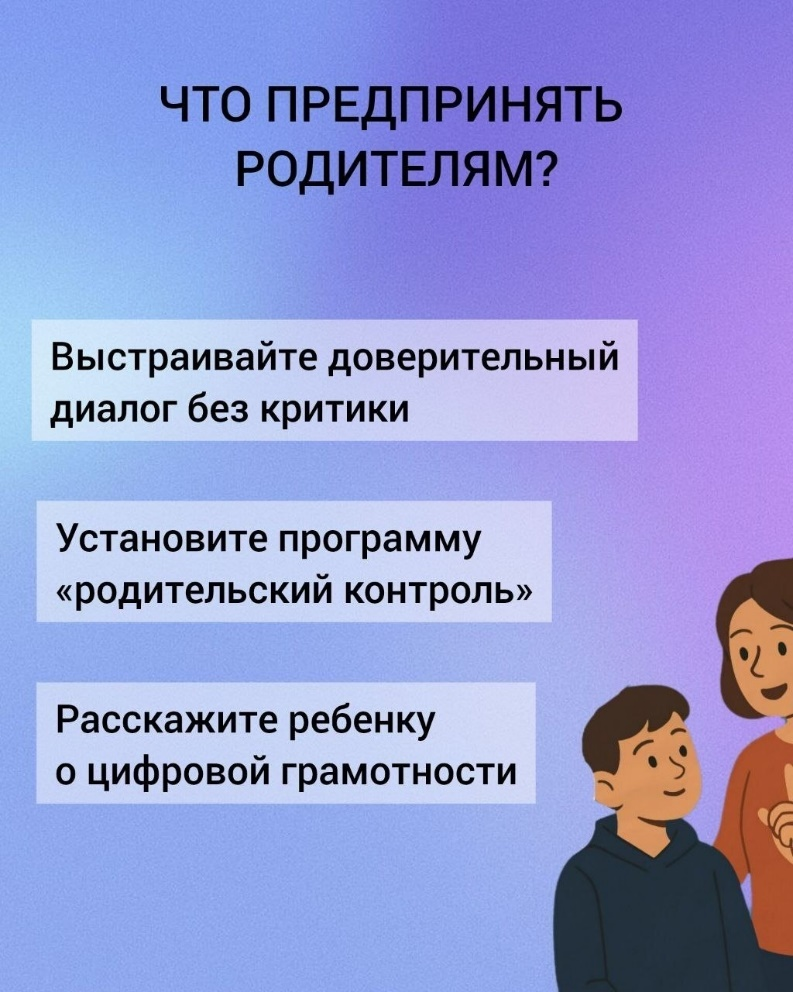 ЧТО ПРЕДПРИНЯТЬ
РОДИТЕЛЯМ?
Выстраивайте доверительный
диалог без критики
Установите программу
«родительский контроль»
Расскажите ребенку
о цифровой грамотности